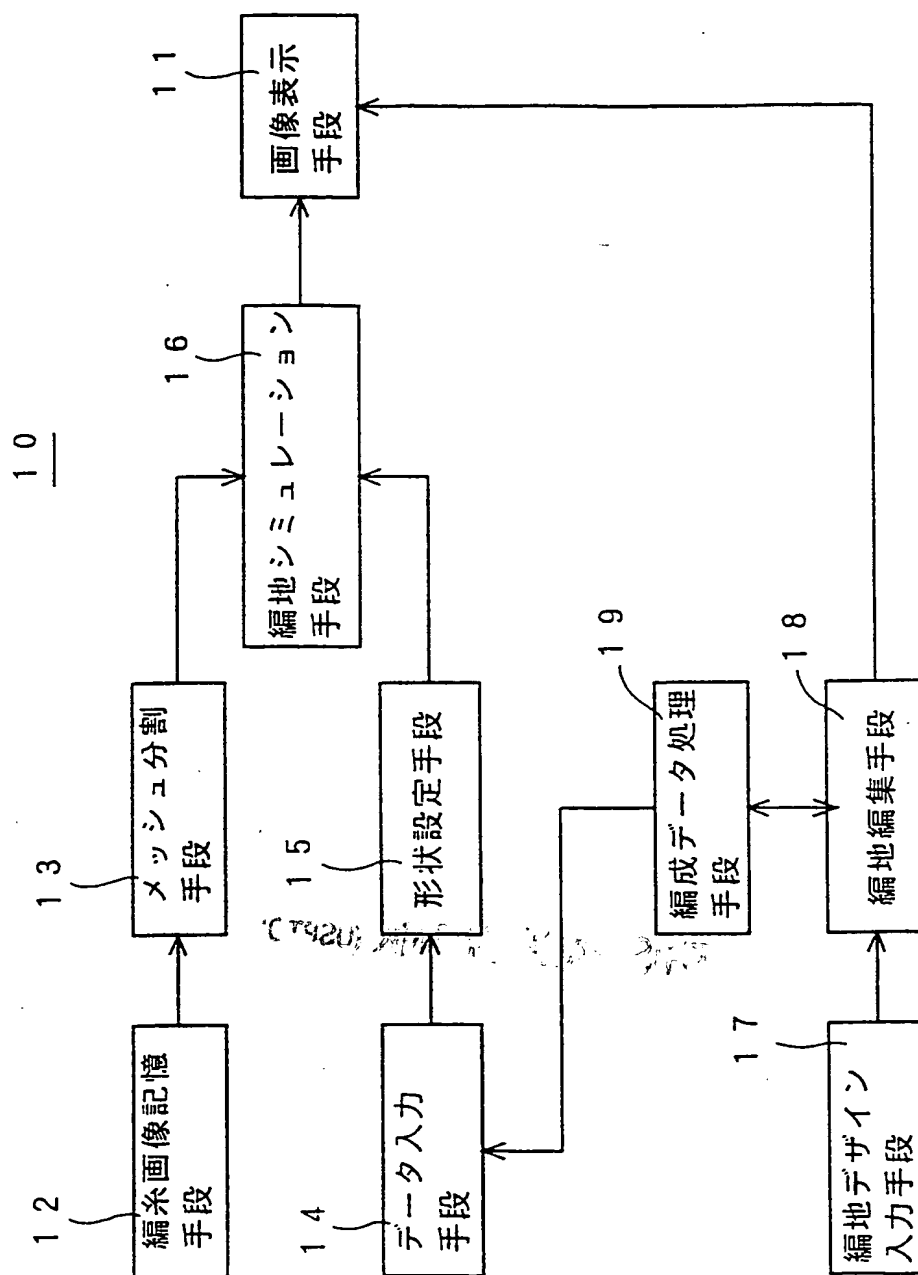 10
12
編糸画像記憶
手段
13
メッシュ分割
手段
16
編地シミュレーション
手段
11
画像表示
手段
14
データ入力
手段
15
形状設定手段
19
編成データ処理
手段
17
編地デザイン
入力手段
18
編地編集手段